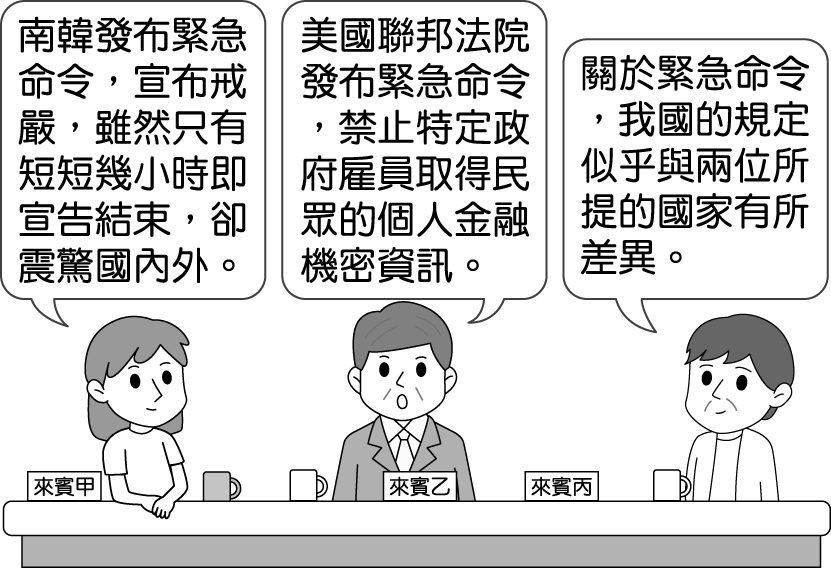 南韓發布緊急
命令，宣布戒
嚴，雖然只有
短短幾小時即
宣告結束，卻
震驚國內外。
美國聯邦法院
發布緊急命令
，禁止特定政
府雇員取得民
眾的個人金融
機密資訊。
關於緊急命令
，我國的規定
似乎與兩位所
提的國家有所
差異。
來賓甲
來賓乙
來賓丙